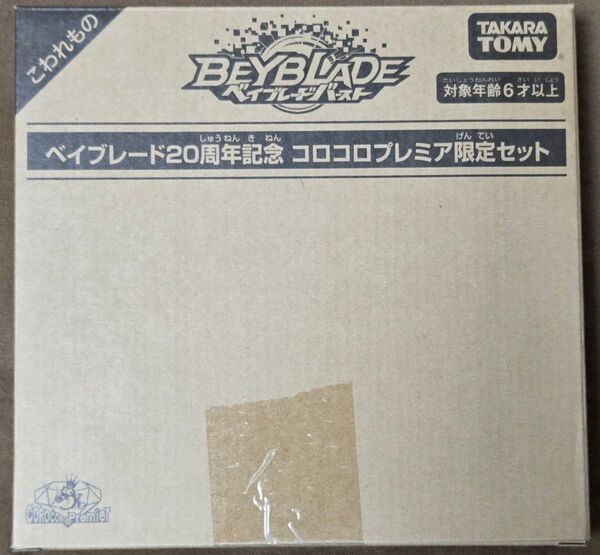 こわれもの
BEYBLADE
ベイブレードバースト
TAKARA
TOMY
たいしょうねんれい さい い じょう
対象年齢6才以上
しゅうねん き ねん げん てい
ベイブレード20周年記念 コロコロプレミア限定セット
COROCORO Premier